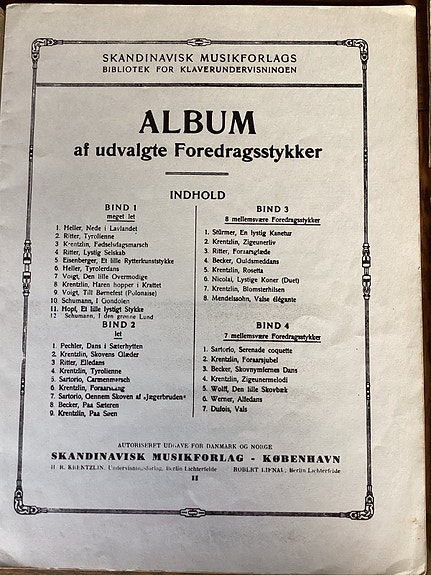 SKANDINAVISK MUSIKFORLAGS
BIBLIOTEK FOR KLAVERUNDERVISNINGEN
ALBUM
af udvalgte Foredragsstykker
INDHOLD
BIND 1
meget let
1. Heller, Nede i Lavlandet
2. Ritter, Tyrolienne
3. Krentzlin, Fødselsdagsmarsch
4. Ritter, Lystig Selskab
5. Eisenberger, Et lille Rytterkunststykke
6. Heller, Tyrolerdans
7. Voigt, Den lille Overmodige
8. Krentzlin, Haren hopper i Krattet
9. Voigt, Till Børnefest (Polonaise)
10. Schumann, I Gondolen
11. Hopf, Et lille lystigt Stykke
12 Schumann, I den grønne Lund
BIND 2
let
1. Pechler, Dans i Sæterhytten
2. Krentzlin, Skovens Glæder
3. Ritter, Elledans
4. Krentzlin, Tyrolienne
5. Sartorio, Carmenmarsch
6. Krentzlin, Foraarssang
7. Sartorio, Gennem Skoven af »Jægerbruden«
8. Becker, Paa Sæteren
9. Krentzlin, Paa Søen
BIND 3
8 mellemsvære Foredragsstykker
1. Stürmer, En lystig Kanetur
2. Krentzlin, Zigeunerliv
3. Ritter, Foraarsglæde
4. Becker, Guldsmeddans
5. Krentzlin, Rosetta
6. Nicolai, Lystige Koner (Duet)
7. Krentzlin, Blomsterhilsen
8. Mendelssohn, Valse élégante
BIND 4
7 mellemsvære Foredragsstykker
1. Sartorio, Serenade coquette
2. Krentzlin, Foraarsjubel
3. Becker, Skovnymfernes Dans
4. Krentzlin, Zigeunermelodi
5. Wolff, Den lille Skovbæk
6. Werner, Alfedans
7. Dufois, Vals
AUTORISERET UDGAVE FOR DANMARK OG NORGE
SKANDINAVISK MUSIKFORLAG - KØBENHAVN
H. R. KRENTZLIN, Undervisningsforlag, Berlin Lichterfelde ROBERT LIENAU, Berlin Lichterfelde
II